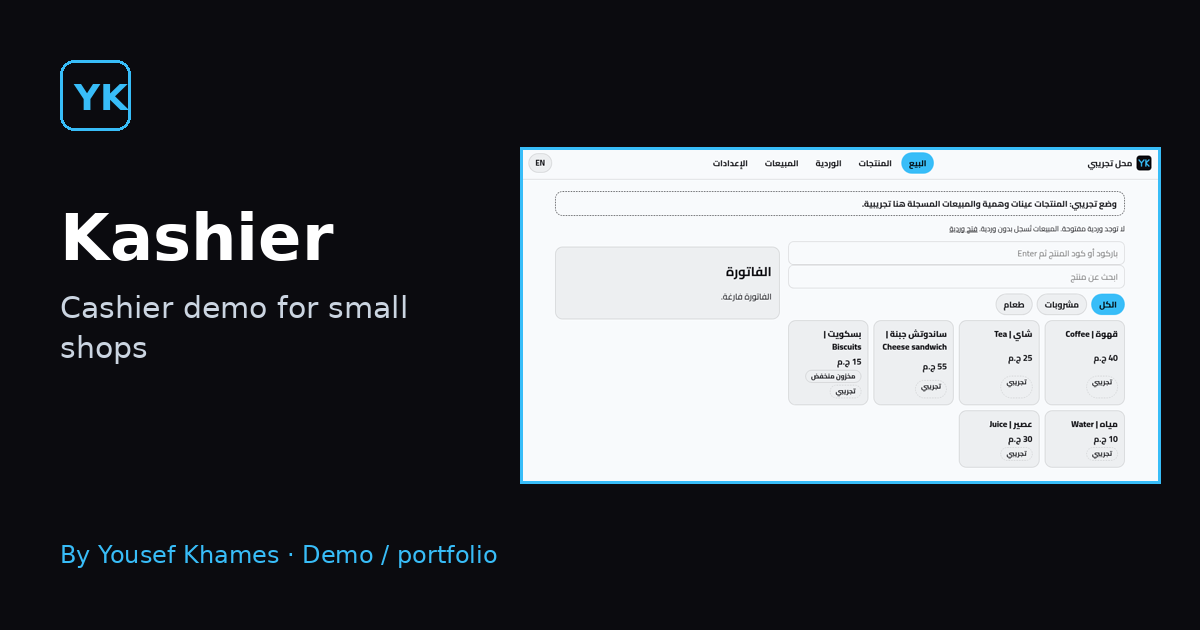 YK
Kashier
Cashier demo for small
shops
By Yousef Khames · Demo / portfolio
YK محل تجريبي
البيع
المنتجات
الوردية
المبيعات
الإعدادات
EN
وضع تجريبي: المنتجات عينات وهمية والمبيعات المسجلة هنا تجريبية.
لا توجد وردية مفتوحة. المبيعات تُسجل بدون وردية. فتح وردية
باركود أو كود المنتج ثم Enter
ابحث عن منتج
الكل
مشروبات
طعام
قهوة | Coffee
40 ج.م
تجريبي
شاي | Tea
25 ج.م
تجريبي
ساندوتش جبنة |
Cheese sandwich
55 ج.م
تجريبي
بسكويت |
Biscuits
15 ج.م
مخزون منخفض
تجريبي
مياه | Water
10 ج.م
تجريبي
عصير | Juice
30 ج.م
تجريبي
الفاتورة
الفاتورة فارغة.